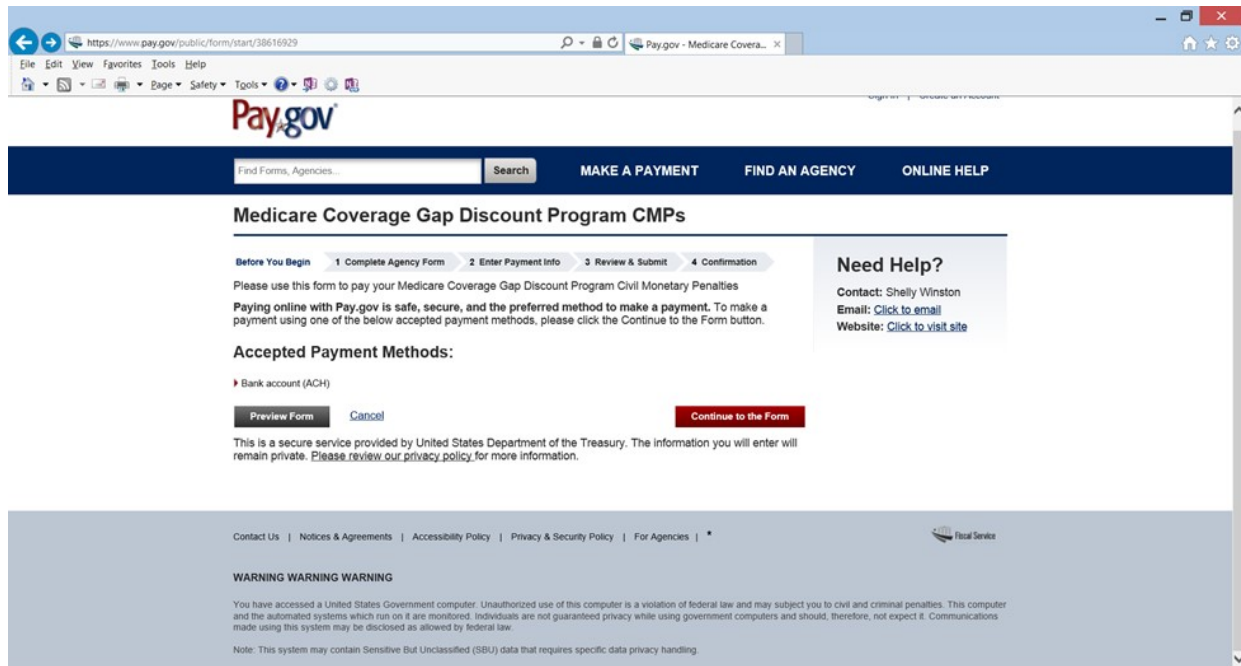 https://www.pay.gov/public/form/start/38616929
Pay.gov - Medicare Covera...
File Edit View Favorites Tools Help
Page Safety Tools
Sign In | Create an Account
Pay.gov
Find Forms, Agencies...
Search
MAKE A PAYMENT
FIND AN AGENCY
ONLINE HELP
Medicare Coverage Gap Discount Program CMPs
Before You Begin 1 Complete Agency Form 2 Enter Payment Info 3 Review & Submit 4 Confirmation
Please use this form to pay your Medicare Coverage Gap Discount Program Civil Monetary Penalties
Paying online with Pay.gov is safe, secure, and the preferred method to make a payment. To make a
payment using one of the below accepted payment methods, please click the Continue to the Form button.
Accepted Payment Methods:
Bank account (ACH)
Preview Form
Cancel
Continue to the Form
This is a secure service provided by United States Department of the Treasury. The information you will enter will
remain private. Please review our privacy policy for more information.
Need Help?
Contact: Shelly Winston
Email: Click to email
Website: Click to visit site
Contact Us | Notices & Agreements | Accessibility Policy | Privacy & Security Policy | For Agencies | *
Fiscal Service
WARNING WARNING WARNING
You have accessed a United States Government computer. Unauthorized use of this computer is a violation of federal law and may subject you to civil and criminal penalties. This computer
and the automated systems which run on it are monitored. Individuals are not guaranteed privacy while using government computers and should, therefore, not expect it. Communications
made using this system may be disclosed as allowed by federal law.
Note: This system may contain Sensitive But Unclassified (SBU) data that requires specific data privacy handling.